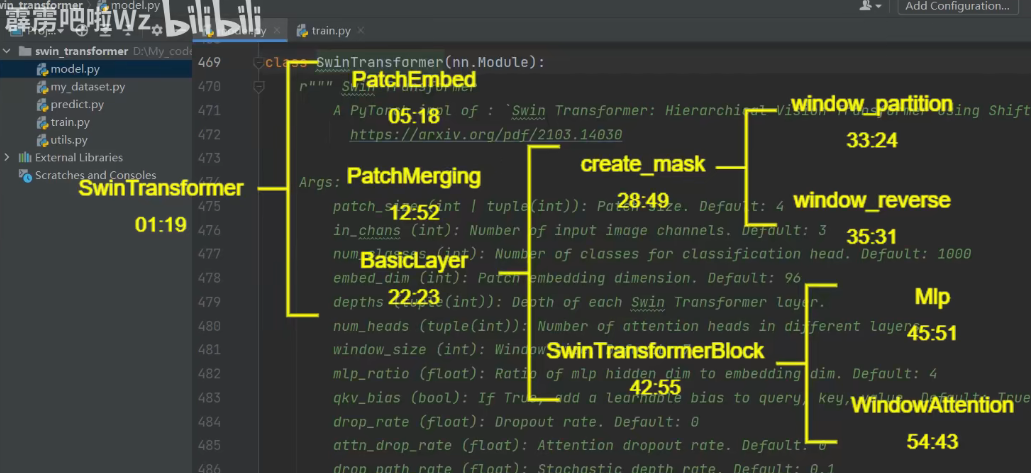 swin_transformer model.py
霹雳吧啦Wz bilibili
Add Configuration...
train.py
swin_transformer D:\My_code
model.py
my_dataset.py
predict.py
train.py
utils.py
External Libraries
Scratches and Consoles
469 class SwinTransformer(nn.Module):
470 r""" Swin Transformer
471 A PyTorch impl of : `Swin Transformer: Hierarchical Vision Transformer using Shift
472 https://arxiv.org/pdf/2103.14030
473
Args:
475 patch_size (int | tuple(int)): Patch size. Default: 4
476 in_chans (int): Number of input image channels. Default: 3
477 num_classes (int): Number of classes for classification head. Default: 1000
478 embed_dim (int): Patch embedding dimension. Default: 96
479 depths (tuple(int)): Depth of each Swin Transformer layer.
480 num_heads (tuple(int)): Number of attention heads in different layers.
481 window_size (int): Window
482 mlp_ratio (float): Ratio of mlp hidden dim to embedding dim. Default: 4
483 qkv_bias (bool): If True, add a learnable bias to query, key, value. Default: True
484 drop_rate (float): Dropout rate. Default: 0
485 attn_drop_rate (float): Attention dropout rate. Default: 0
486 drop_path_rate (float): Stochastic depth rate. Default: 0.1
SwinTransformer
01:19
PatchEmbed
05:18
PatchMerging
12:52
BasicLayer
22:23
create_mask
28:49
window_partition
33:24
window_reverse
35:31
SwinTransformerBlock
42:55
Mlp
45:51
WindowAttention
54:43